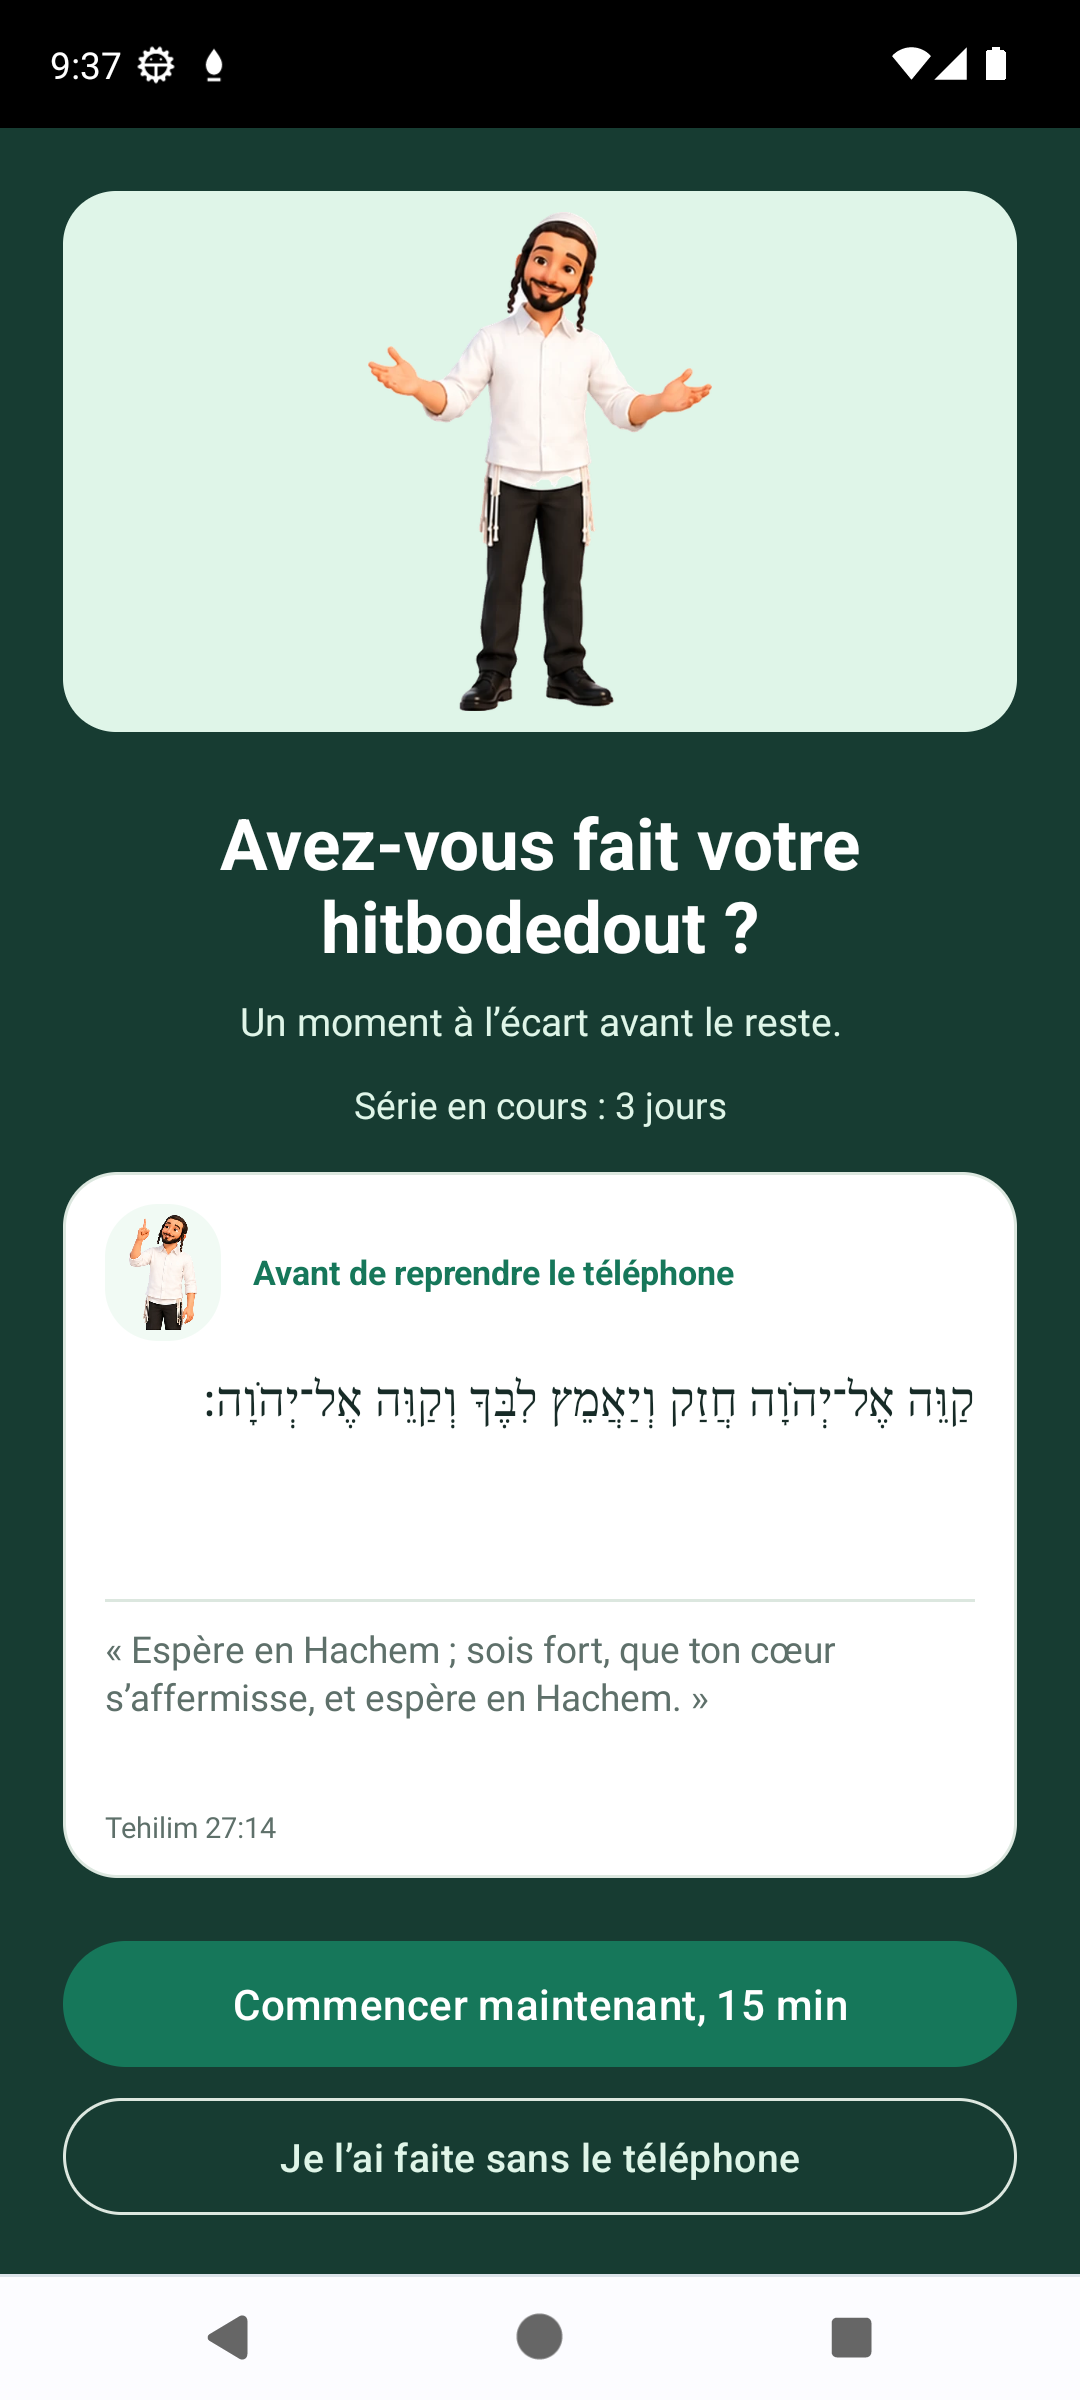 9:37
Avez-vous fait votre
hitbodedout ?
Un moment à l’écart avant le reste.
Série en cours : 3 jours
Avant de reprendre le téléphone
קַוֵּה אֶל־יְהֹוָה חֲזַק וְיַאֲמֵץ לִבֶּךָ וְקַוֵּה אֶל־יְהֹוָה׃
« Espère en Hachem ; sois fort, que ton cœur
s’affermisse, et espère en Hachem. »
Tehilim 27:14
Commencer maintenant, 15 min
Je l’ai faite sans le téléphone